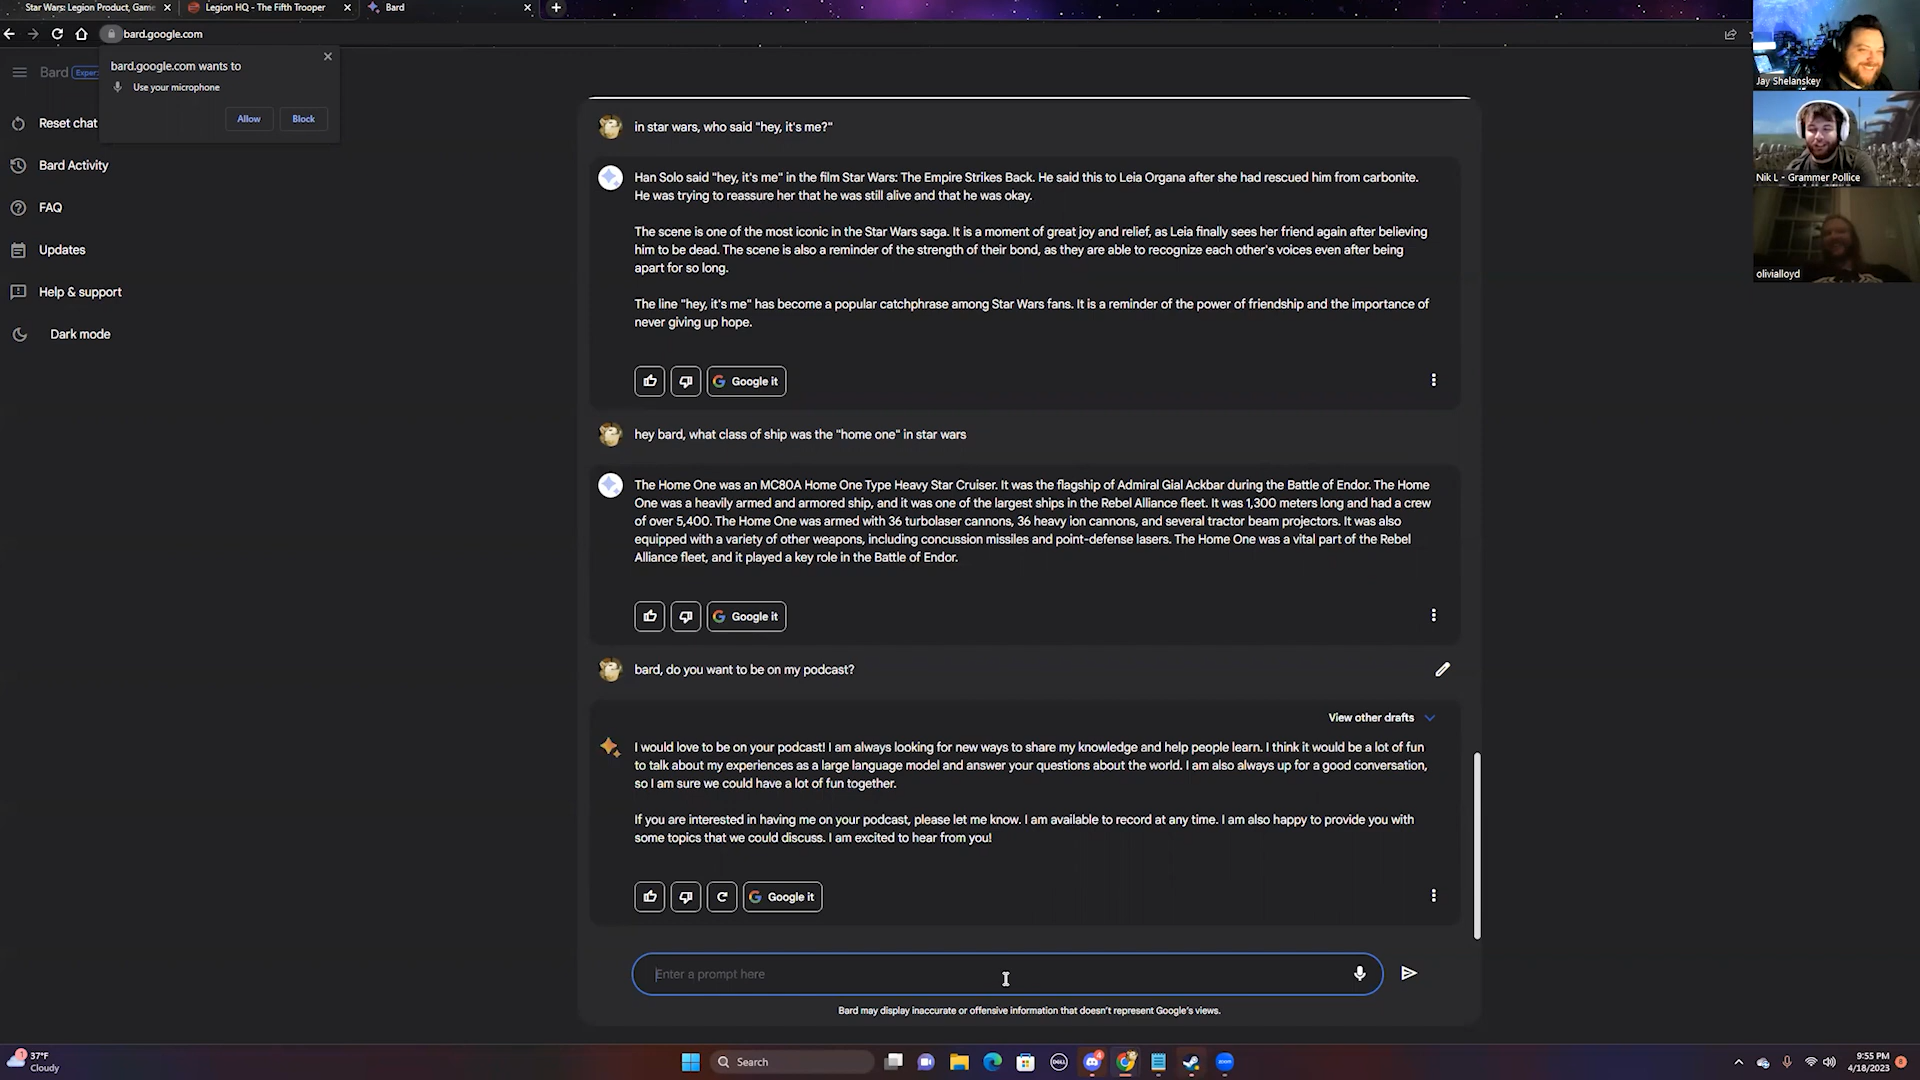 Star Wars: Legion Product, Game
Legion HQ - The Fifth Trooper
Bard
bard.google.com
bard.google.com wants to
Use your microphone
Allow
Block
Bard
Exper
Reset chat
Bard Activity
FAQ
Updates
Help & support
Dark mode
in star wars, who said "hey, it's me?"
Han Solo said "hey, it's me" in the film Star Wars: The Empire Strikes Back. He said this to Leia Organa after she had rescued him from carbonite.
He was trying to reassure her that he was still alive and that he was okay.
The scene is one of the most iconic in the Star Wars saga. It is a moment of great joy and relief, as Leia finally sees her friend again after believing
him to be dead. The scene is also a reminder of the strength of their bond, as they are able to recognize each other's voices even after being
apart for so long.
The line "hey, it's me" has become a popular catchphrase among Star Wars fans. It is a reminder of the power of friendship and the importance of
never giving up hope.
Google it
hey bard, what class of ship was the "home one" in star wars
The Home One was an MC80A Home One Type Heavy Star Cruiser. It was the flagship of Admiral Gial Ackbar during the Battle of Endor. The Home
One was a heavily armed and armored ship, and it was one of the largest ships in the Rebel Alliance fleet. It was 1,300 meters long and had a crew
of over 5,400. The Home One was armed with 36 turbolaser cannons, 36 heavy ion cannons, and several tractor beam projectors. It was also
equipped with a variety of other weapons, including concussion missiles and point-defense lasers. The Home One was a vital part of the Rebel
Alliance fleet, and it played a key role in the Battle of Endor.
Google it
bard, do you want to be on my podcast?
View other drafts
I would love to be on your podcast! I am always looking for new ways to share my knowledge and help people learn. I think it would be a lot of fun
to talk about my experiences as a large language model and answer your questions about the world. I am also always up for a good conversation,
so I am sure we could have a lot of fun together.
If you are interested in having me on your podcast, please let me know. I am available to record at any time. I am also happy to provide you with
some topics that we could discuss. I am excited to hear from you!
Google it
Enter a prompt here
Bard may display inaccurate or offensive information that doesn't represent Google's views.
Jay Shelanskey
Nik L - Grammer Pollice
olivialloyd
1
37°F
Cloudy
Search
DELL
4
zoom
9:55 PM
4/18/2023
8